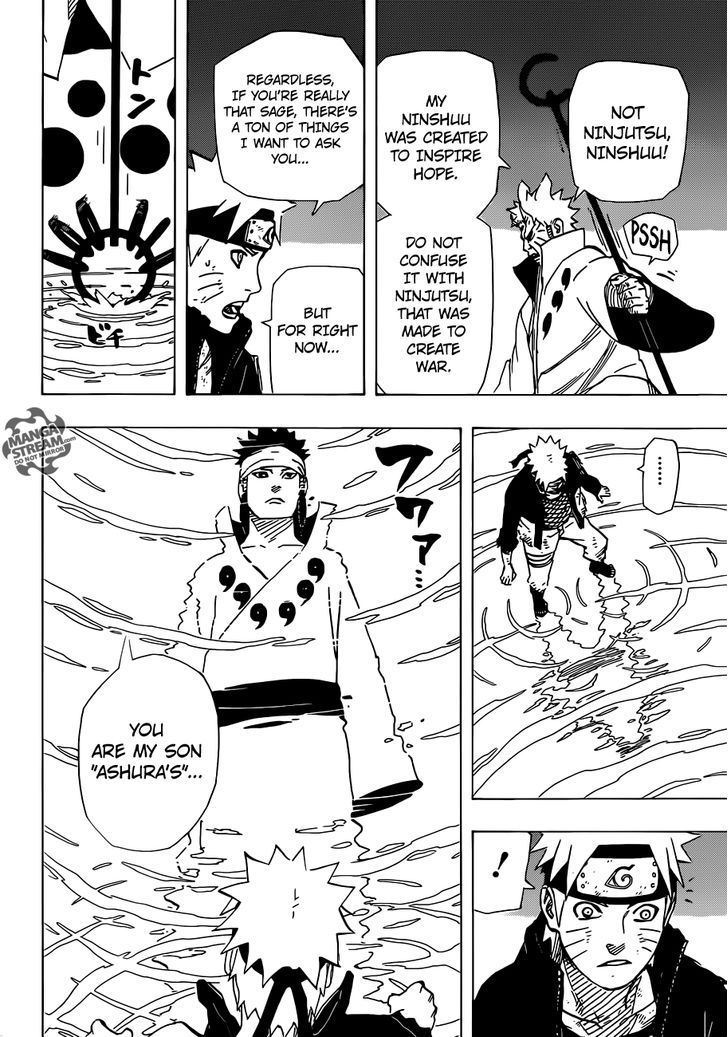 NOT
NINJUTSU,
NINSHUU!
PSSH
MY
NINSHUU
WAS CREATED
TO INSPIRE
HOPE.
DO NOT
CONFUSE
IT WITH
NINJUTSU,
THAT WAS
MADE TO
CREATE
WAR.
REGARDLESS,
IF YOU'RE REALLY
THAT SAGE, THERE'S
A TON OF THINGS
I WANT TO ASK
YOU...
BUT
FOR RIGHT
NOW...
トン
ピチ
........
!
フワァ...
YOU
ARE MY SON
"ASHURA'S"...
MANGA
STREAM.com
DO NOT MIRROR